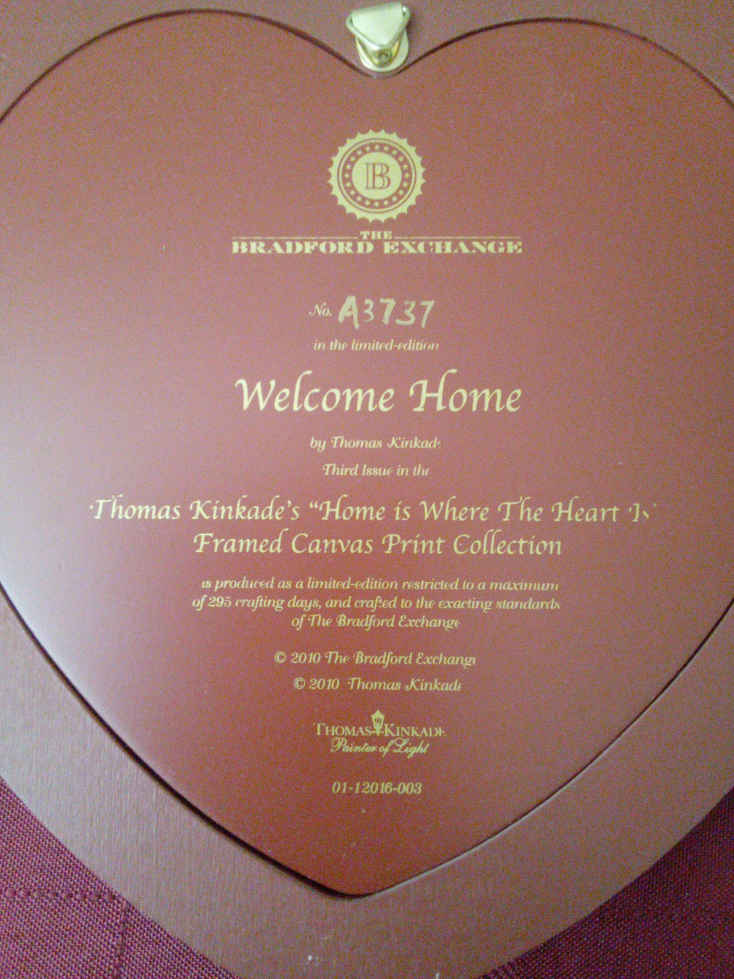 B
THE
BRADFORD EXCHANGE
No. A3737
in the limited-edition
Welcome Home
by Thomas Kinkade
Third Issue in the
Thomas Kinkade's "Home is Where The Heart Is"
Framed Canvas Print Collection
is produced as a limited-edition restricted to a maximum
of 295 crafting days, and crafted to the exacting standards
of The Bradford Exchange
© 2010 The Bradford Exchange
© 2010 Thomas Kinkade
THOMAS KINKADE
Painter of Light
01-12016-003